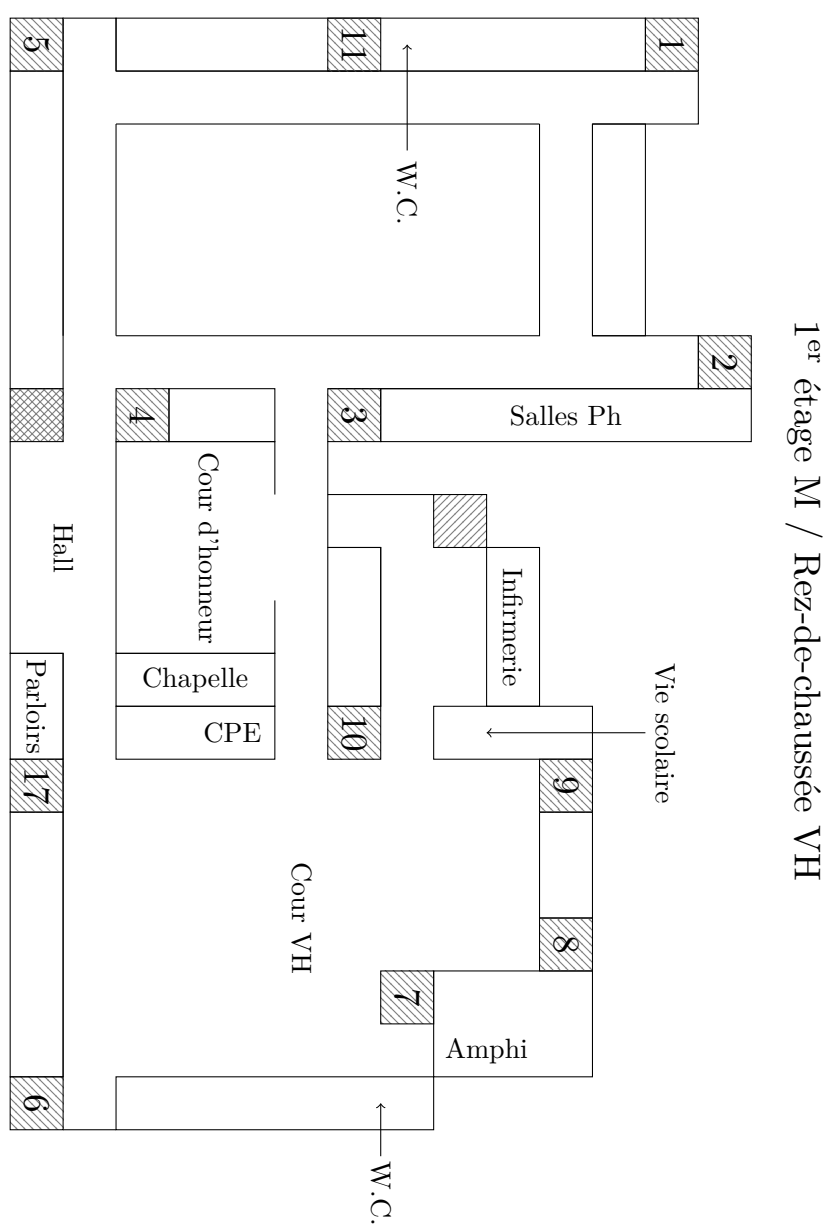 1er étage M / Rez-de-chaussée VH
5
11
1
W.C.
2
4
3
Salles Ph
Hall
Cour d'honneur
Infirmerie
Parloirs
Chapelle
CPE
10
Vie scolaire
17
9
Cour VH
8
7
Amphi
6
W.C.